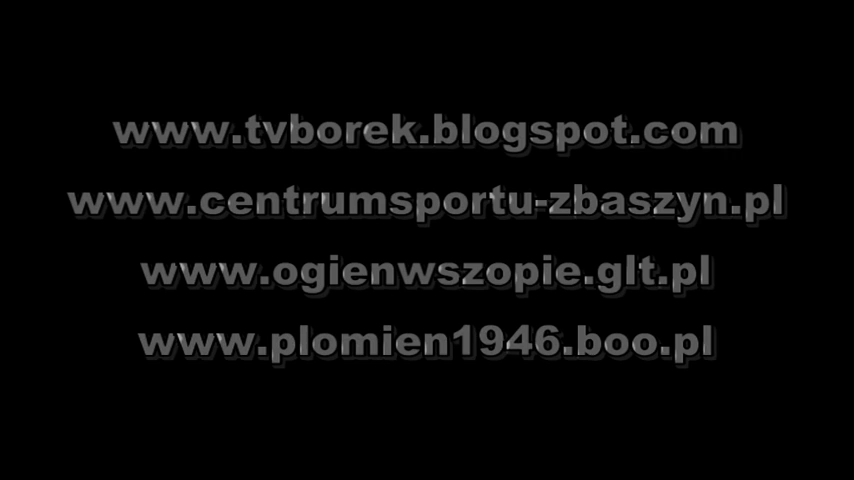 www.tvborek.blogspot.com
www.centrumsportu-zbaszyn.pl
www.ogienwszopie.glt.pl
www.plomien1946.boo.pl